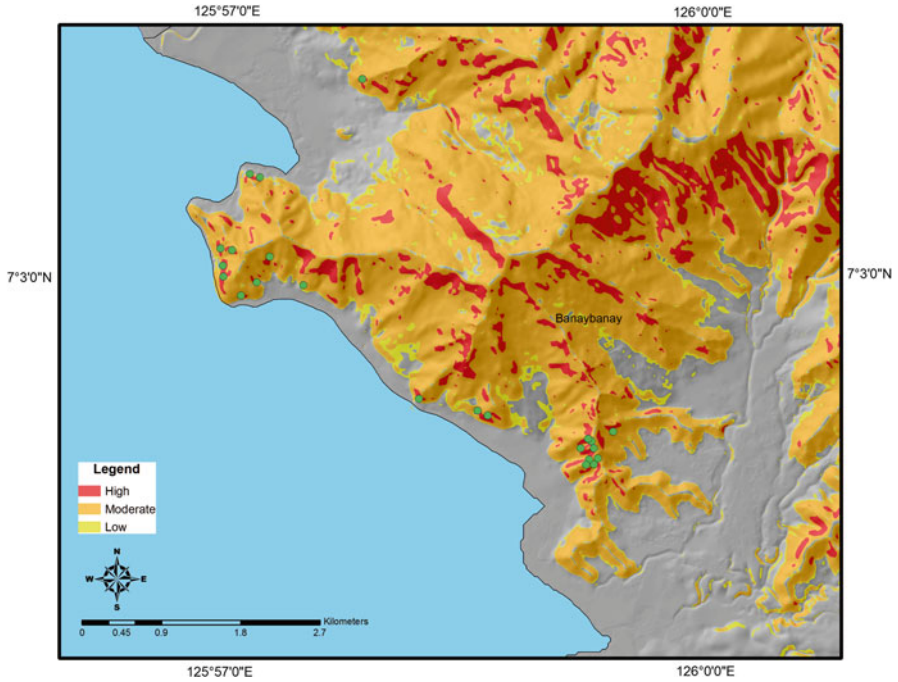 125°57'0"E 126°0'0"E
7°3'0"N 7°3'0"N
Banaybanay
Legend
High
Moderate
Low
N
W E
S
Kilometers
0 0.45 0.9 1.8 2.7
125°57'0"E 126°0'0"E